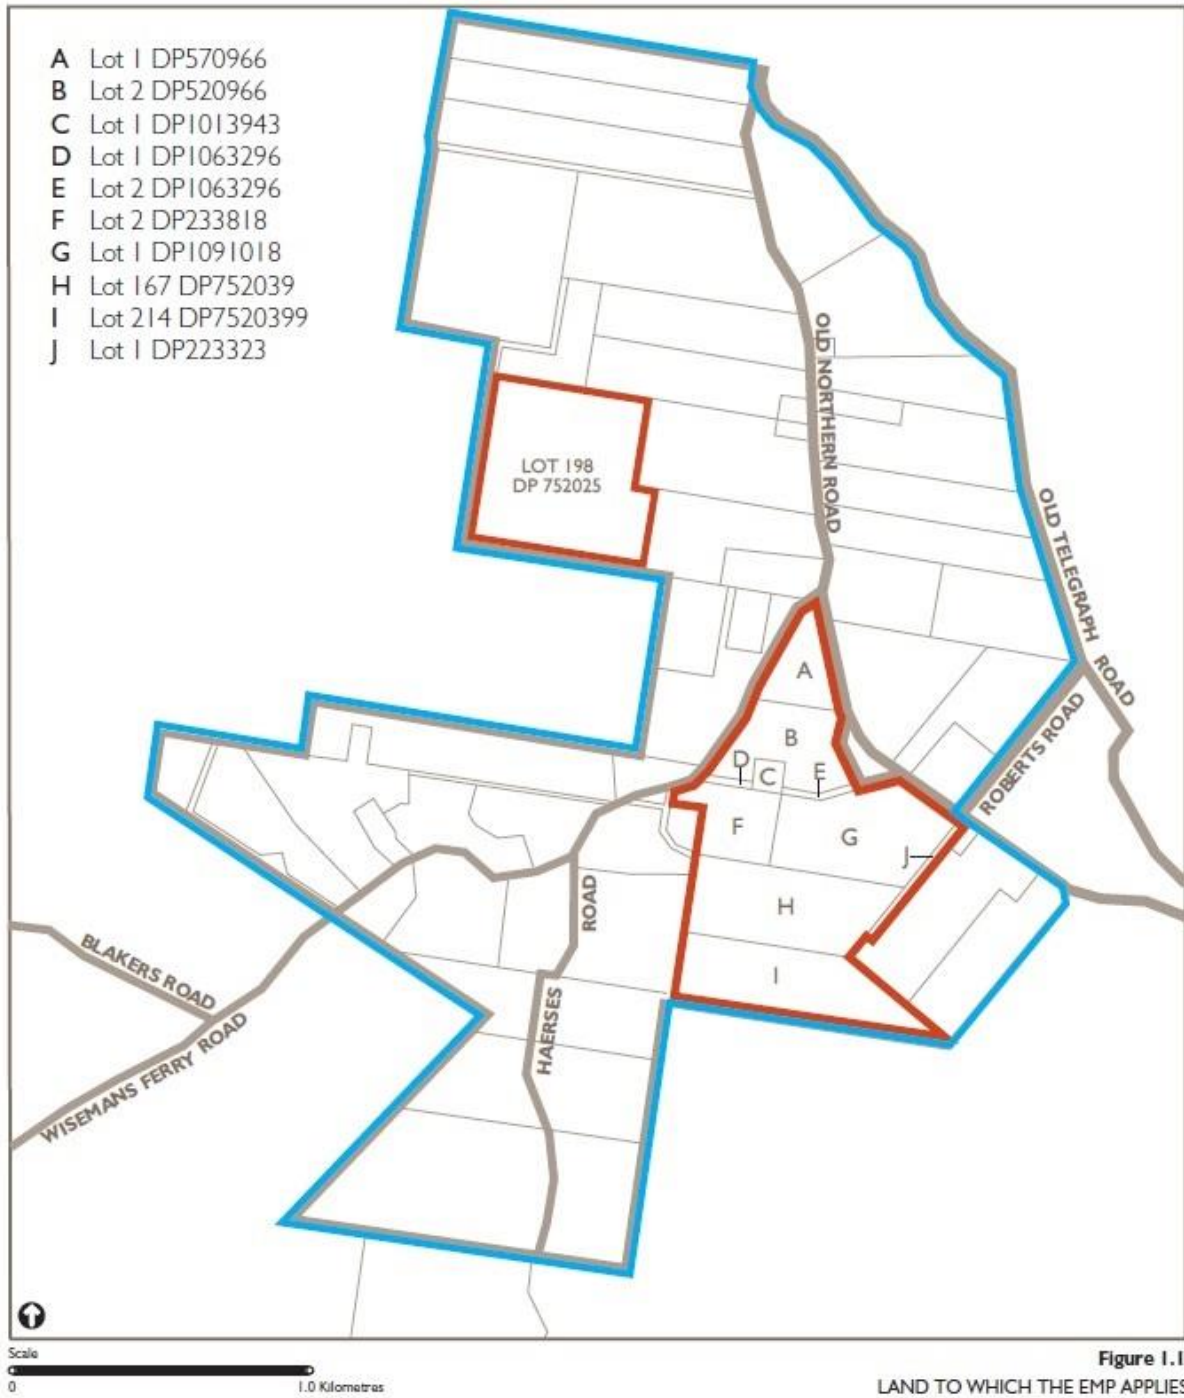 A Lot 1 DP570966
B Lot 2 DP520966
C Lot 1 DP1013943
D Lot 1 DP1063296
E Lot 2 DP1063296
F Lot 2 DP233818
G Lot 1 DP1091018
H Lot 167 DP752039
I Lot 214 DP7520399
J Lot 1 DP223323
OLD NORTHERN ROAD
LOT 198
DP 752025
OLD TELEGRAPH ROAD
A
B
D
C
E
ROBERTS ROAD
F
G
J
H
I
ROAD
HAERSES
BLAKERS ROAD
WISEMANS FERRY ROAD
Scale
0
1.0 Kilometres
Figure 1.1
LAND TO WHICH THE EMP APPLIES